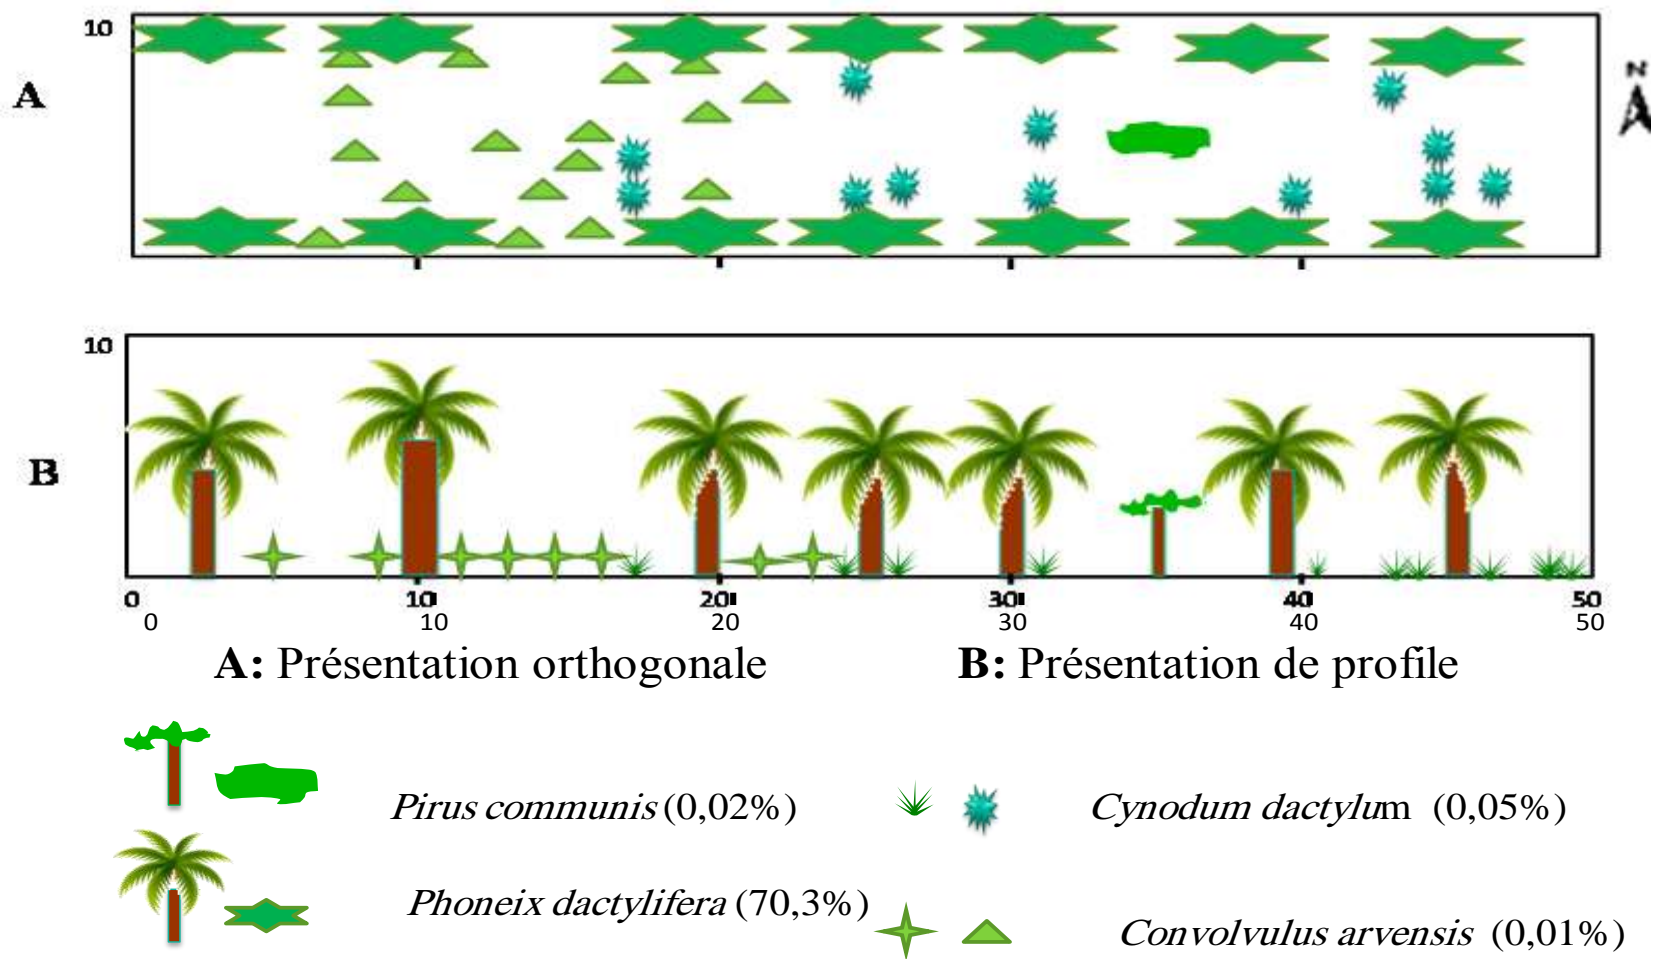 10
A
N
10
B
0 10 20 30 40 50
0 10 20 30 40 50
A: Présentation orthogonale B: Présentation de profile
Pirus communis (0,02%) Cynodum dactylum (0,05%)
Phoneix dactylifera (70,3%)
Convolvulus arvensis (0,01%)